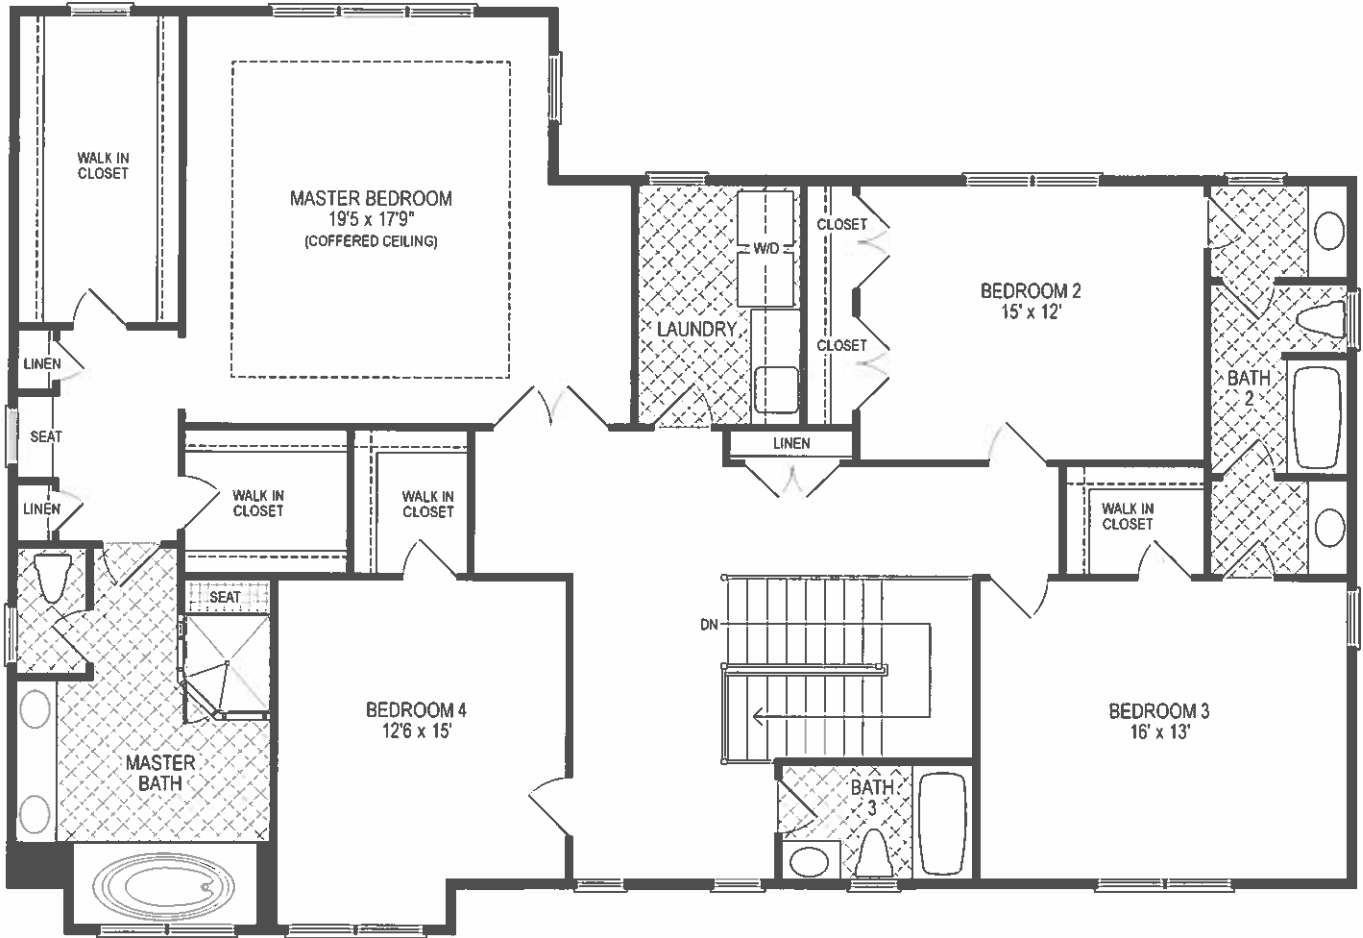 WALK IN
CLOSET
MASTER BEDROOM
19'5 x 17'9"
(COFFERED CEILING)
CLOSET
W/D
BEDROOM 2
15' x 12'
LAUNDRY
CLOSET
LINEN
BATH
2
SEAT
LINEN
LINEN
WALK IN
CLOSET
WALK IN
CLOSET
WALK IN
CLOSET
SEAT
DN
BEDROOM 4
12'6 x 15'
BEDROOM 3
16' x 13'
MASTER
BATH
BATH
3